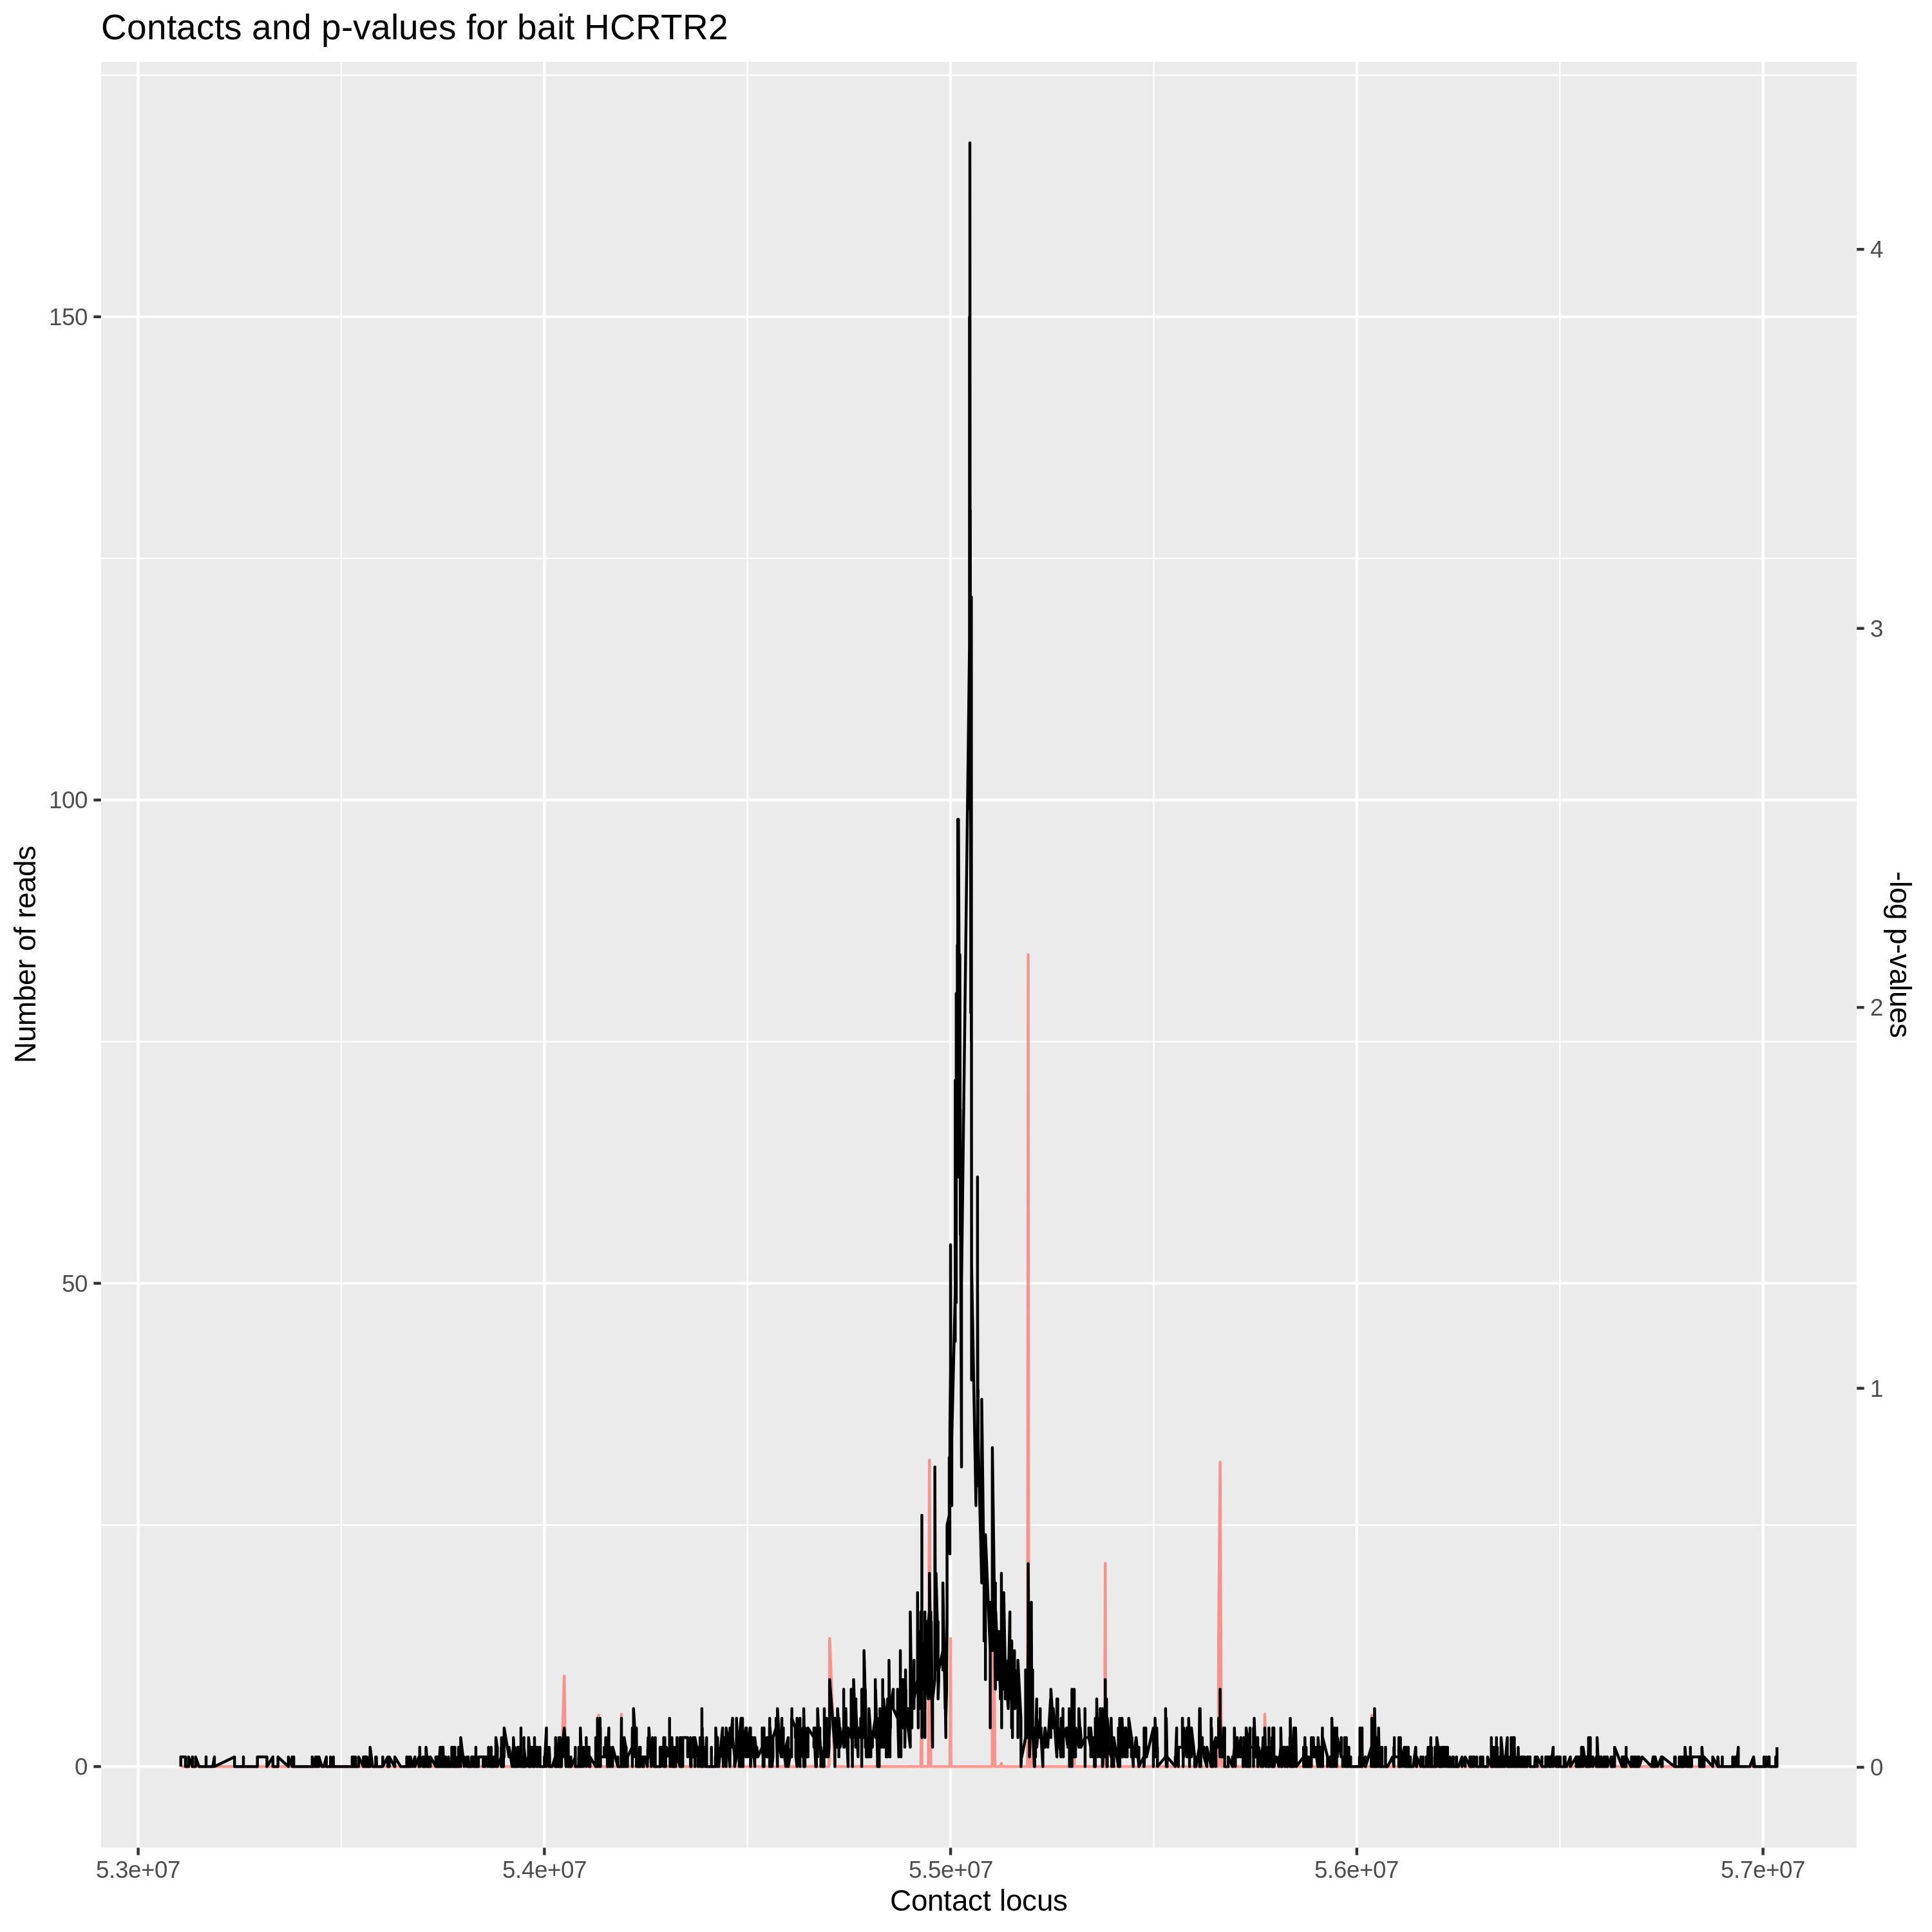 Contacts and p-values for bait HCRTR2
Number of reads
150
100
50
0
4
3
2
1
0
-log p-values
5.3e+07
5.4e+07
5.5e+07
5.6e+07
5.7e+07
Contact locus